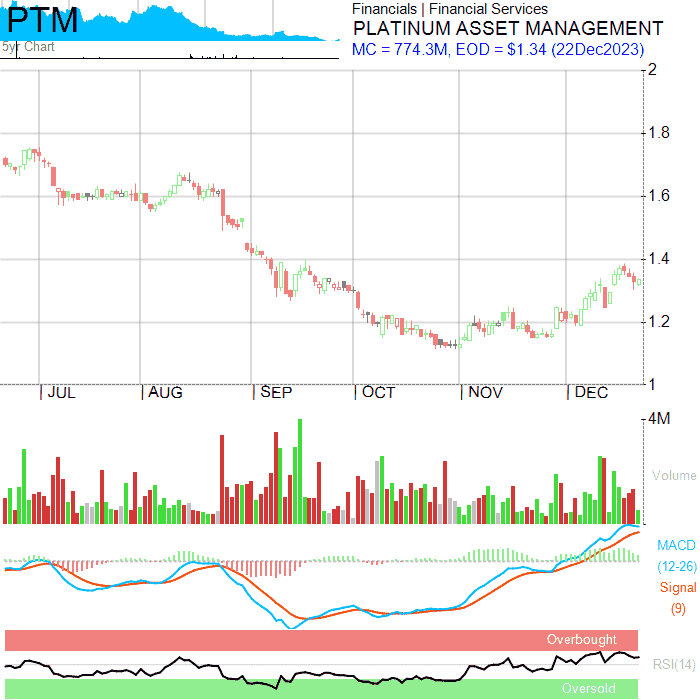 PTM
5yr Chart
Financials | Financial Services
PLATINUM ASSET MANAGEMENT
MC = 774.3M, EOD = $1.34 (22Dec2023)
2
1.8
1.6
1.4
1.2
1
JUL
AUG
SEP
OCT
NOV
DEC
4M
Volume
MACD
(12-26)
Signal
(9)
Overbought
RSI(14)
Oversold